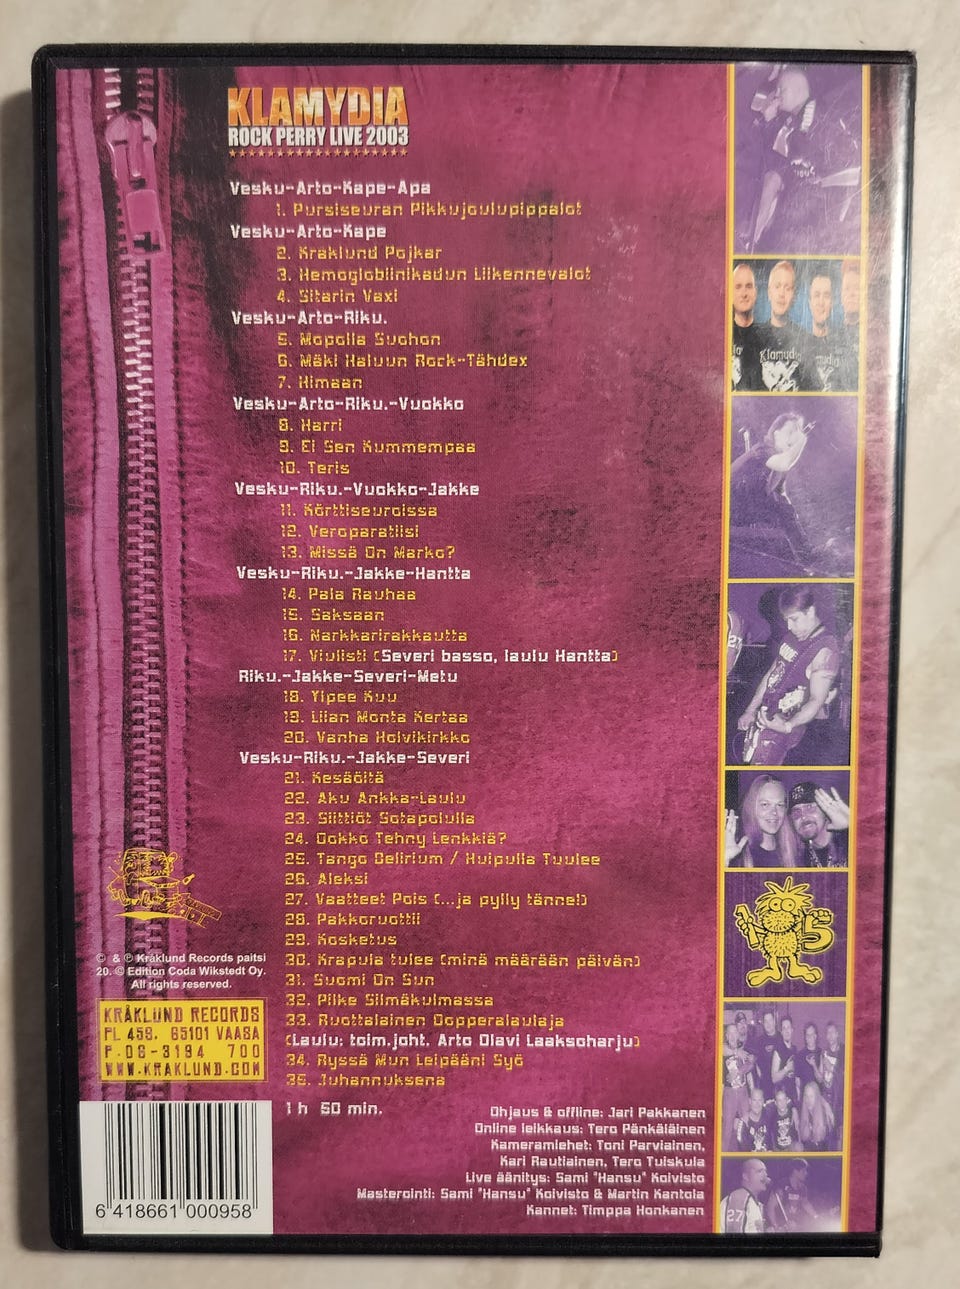 KLAMYDIA
ROCK PERRY LIVE 2003
Vesku-Arto-Kape-Apa
1. Pursiseuran Pikkujoulupippalot
Vesku-Arto-Kape
2. Kråklund Pojkar
3. Hemoglobiinikadun Liikennevalot
4. Sitarin Vaxi
Vesku-Arto-Riku.
5. Mopolla Suohon
6. Mäki Haluun Rock-Tähdex
7. Himaan
Vesku-Arto-Riku.-Vuokko
8. Harri
9. Ei Sen Kummempaa
10. Teris
Vesku-Riku.-Vuokko-Jakke
11. Körttiseuroissa
12. Veroparatiisi
13. Missä On Marko?
Vesku-Riku.-Jakke-Hantta
14. Pala Rauhaa
15. Saksaan
16. Narkkarirakkautta
17. Viulisti (Severi basso, laulu Hantta)
Riku.-Jakke-Severi-Metu
18. Yipee Kuu
19. Liian Monta Kertaa
20. Vanha Holvikirkko
Vesku-Riku.-Jakke-Severi
21. Kesäöitä
22. Aku Ankka-Laulu
23. Siittiöt Sotapolulla
24. Ookko Tehny Lenkkiä?
25. Tango Delirium / Huipulla Tuulee
26. Aleksi
27. Vaatteet Pois (...ja pylly tänne!)
28. Pakkoruotsi
29. Kosketus
30. Krapula tulee (minä määrään päivän)
31. Suomi On Sun
32. Pilke Silmäkulmassa
33. Ruottalainen Oopperalaulaja
(Laulu: toim.joht. Arto Olavi Laaksoharju)
34. Ryssä Mun Leipääni Syö
35. Juhannuksena
1 h 50 min.
Ohjaus & offline: Jari Pakkanen
Online leikkaus: Tero Pänkäläinen
Kameramiehet: Toni Parviainen,
Kari Rautiainen, Tero Tuiskula
Live äänitys: Sami "Hansu" Koivisto
Masterointi: Sami "Hansu" Koivisto & Martin Kantola
Kannet: Timppa Honkanen
© & ℗ Kråklund Records paitsi
20. © Edition Coda Wikstedt Oy.
All rights reserved.
KRÅKLUND RECORDS
PL 459. 65101 VAASA
P.06-3194 700
WWW.KRAKLUND.COM
6 418661 000958
Klamydia
27
15
27